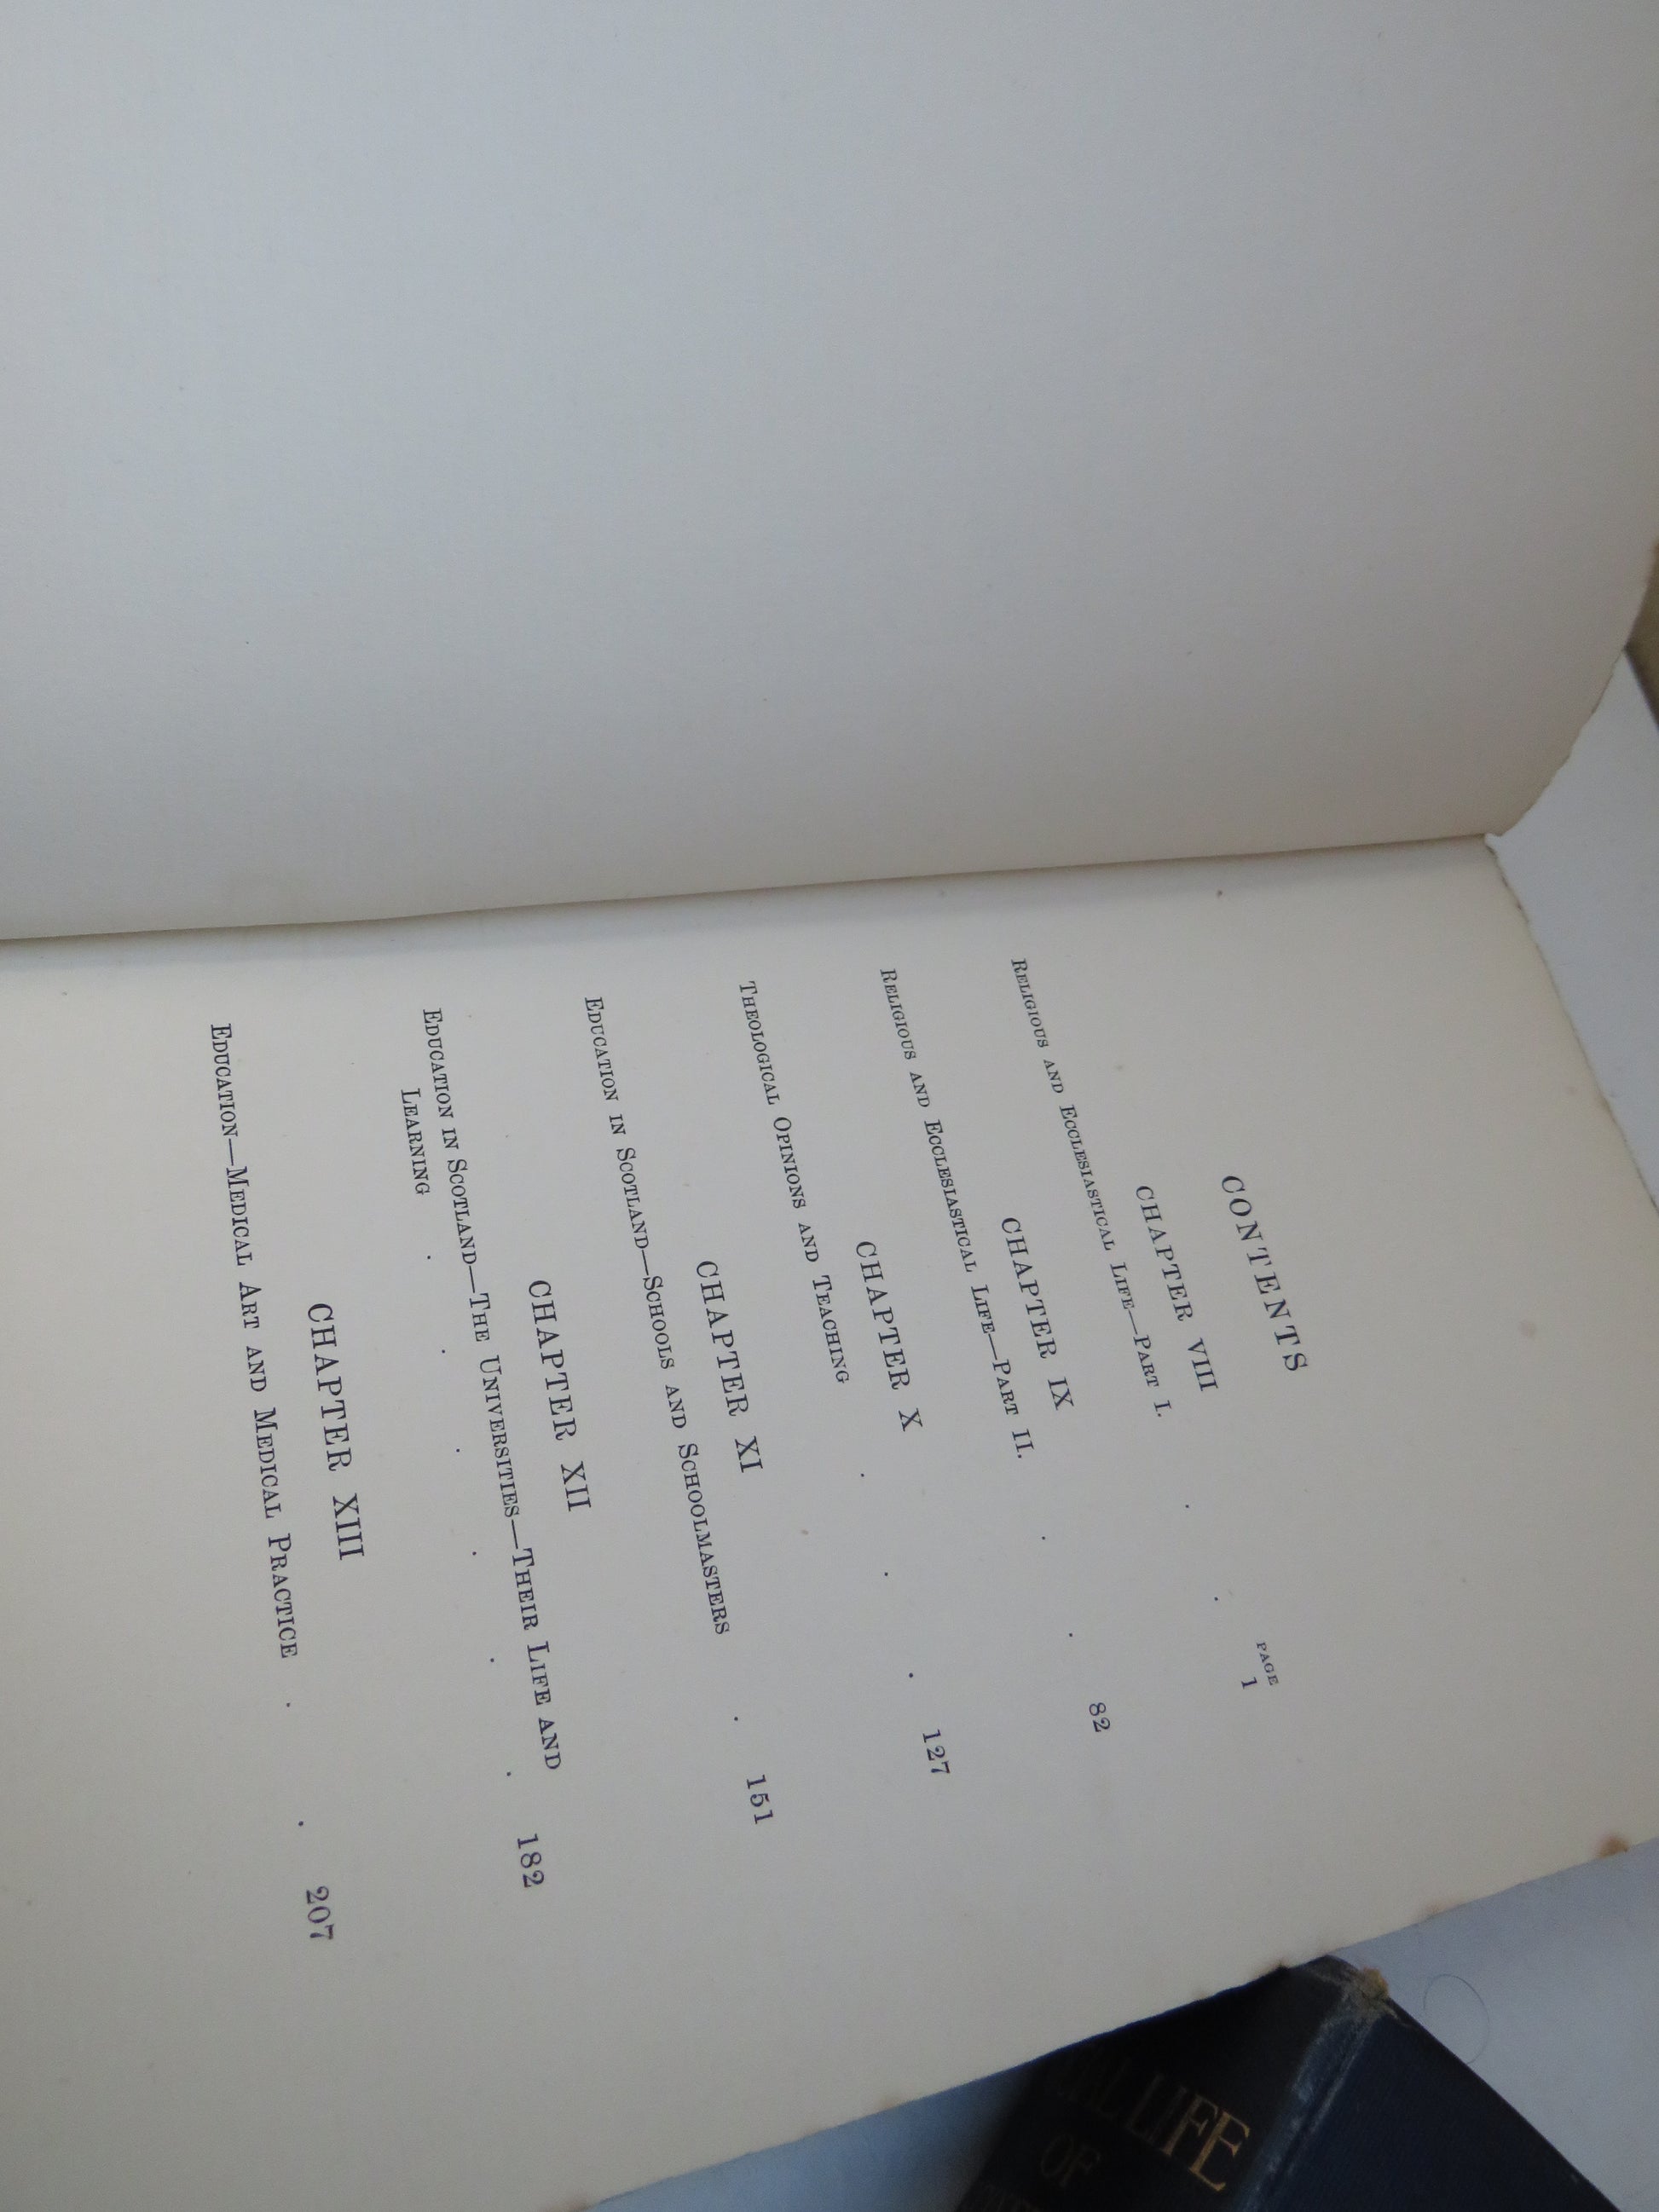 CONTENTS
CHAPTER VIII
PAGE
Religious and Ecclesiastical Life—Part I. . . 1
CHAPTER IX
Religious and Ecclesiastical Life—Part II. . . 82
CHAPTER X
Theological Opinions and Teaching . . . 127
CHAPTER XI
Education in Scotland—Schools and Schoolmasters . 151
CHAPTER XII
Education in Scotland—The Universities—Their Life and
Learning . . . . . . 182
CHAPTER XIII
Education—Medical Art and Medical Practice . . 207
LIFE
OF